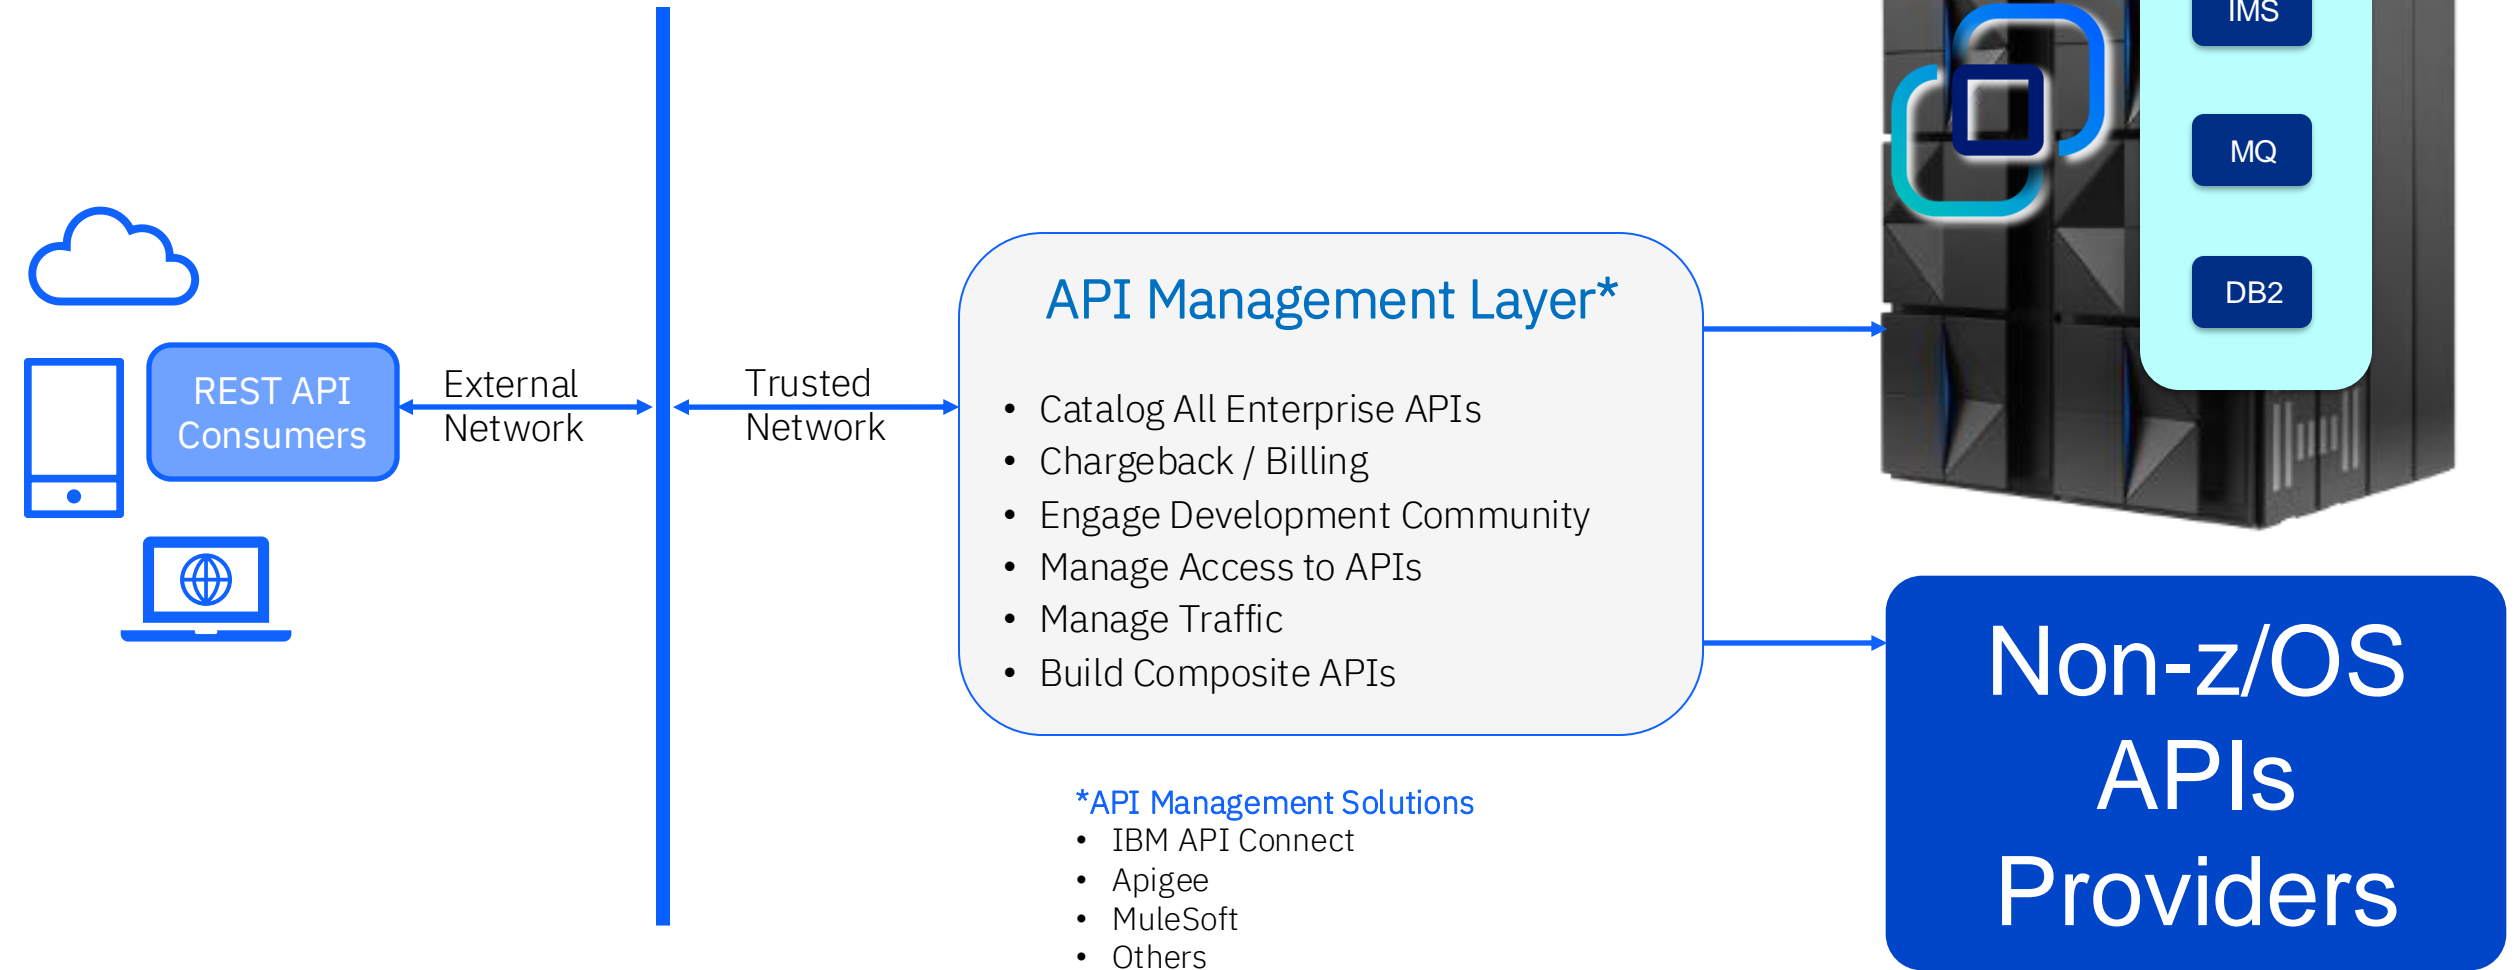 IMS
MQ
DB2
API Management Layer*
• Catalog All Enterprise APIs
• Chargeback / Billing
• Engage Development Community
• Manage Access to APIs
• Manage Traffic
• Build Composite APIs
REST API
Consumers
External
Network
Trusted
Network
Non-z/OS
APIs
Providers
*API Management Solutions
• IBM API Connect
• Apigee
• MuleSoft
• Others